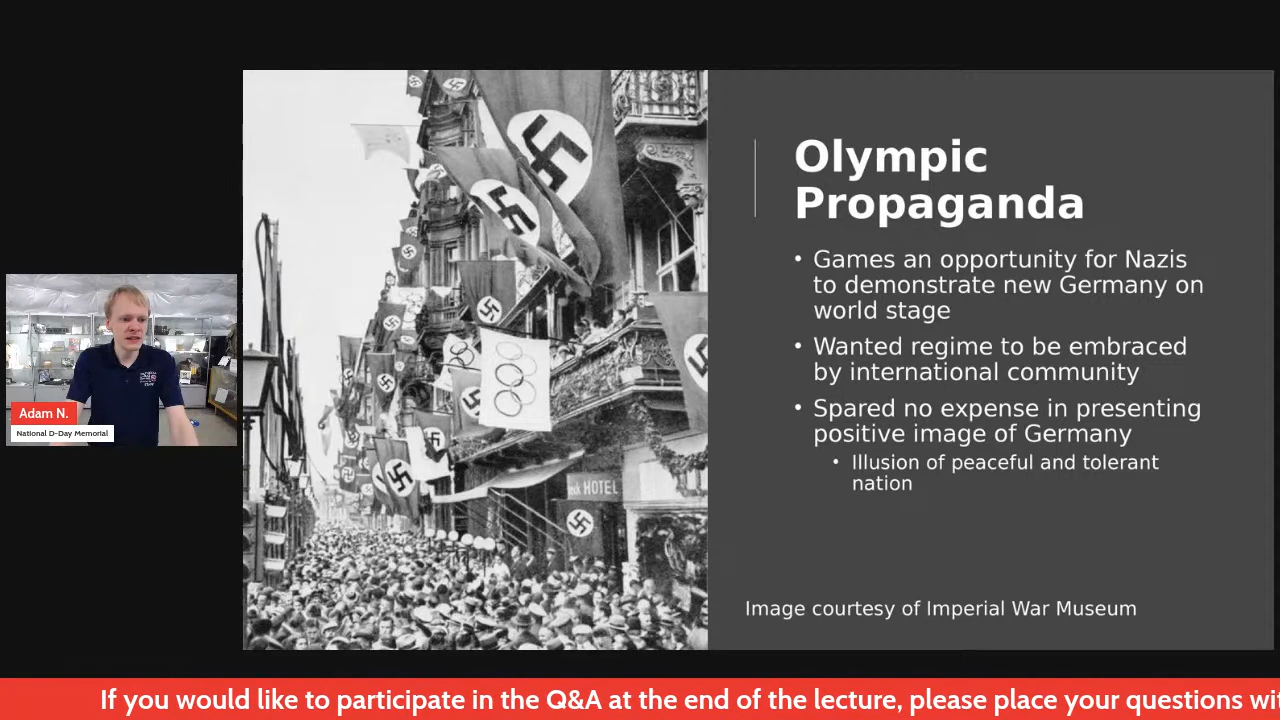 Olympic
Propaganda
• Games an opportunity for Nazis
to demonstrate new Germany on
world stage
• Wanted regime to be embraced
by international community
• Spared no expense in presenting
positive image of Germany
• Illusion of peaceful and tolerant
nation
Image courtesy of Imperial War Museum
HOTEL
Adam N.
National D-Day Memorial
If you would like to participate in the Q&A at the end of the lecture, please place your questions wi